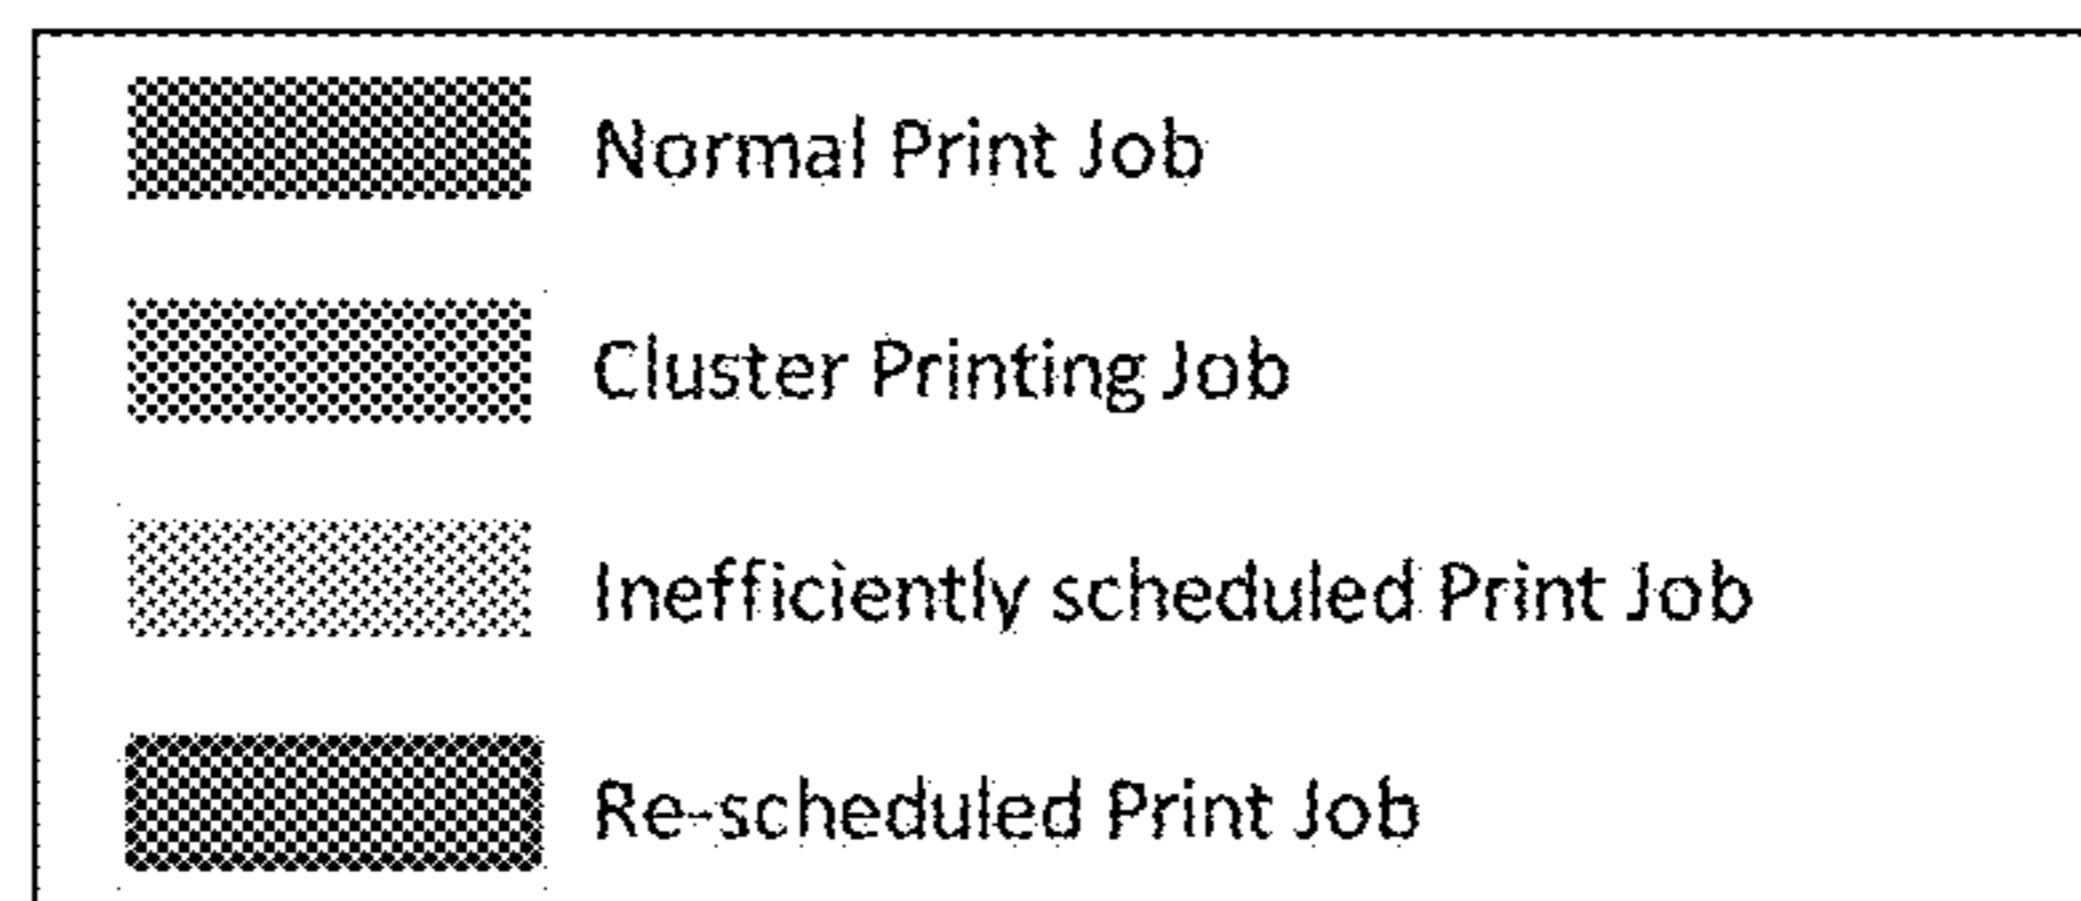 Normal Print Job
Cluster Printing Job
Inefficiently scheduled Print Job
Re-scheduled Print Job